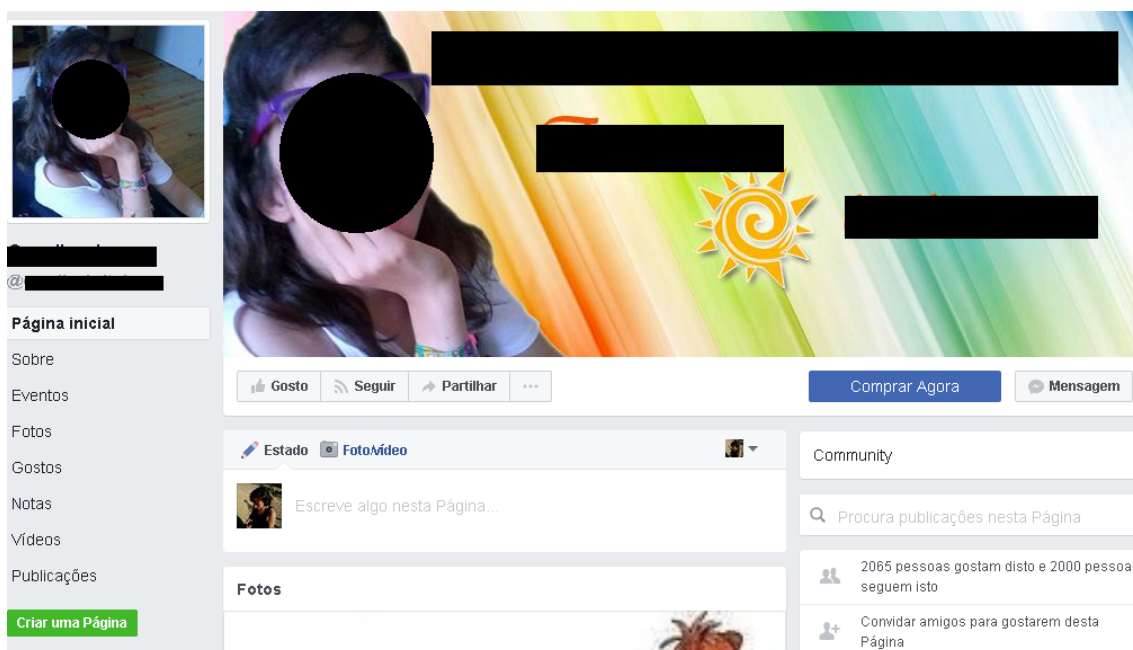 @
Página inicial
Sobre
Eventos
Fotos
Gostos
Notas
Vídeos
Publicações
Criar uma Página
Gosto
Seguir
Partilhar
Comprar Agora
Mensagem
Estado
Foto/vídeo
Escreve algo nesta Página...
Fotos
Community
Procura publicações nesta Página
2065 pessoas gostam disto e 2000 pessoa
seguem isto
Convidar amigos para gostarem desta
Página